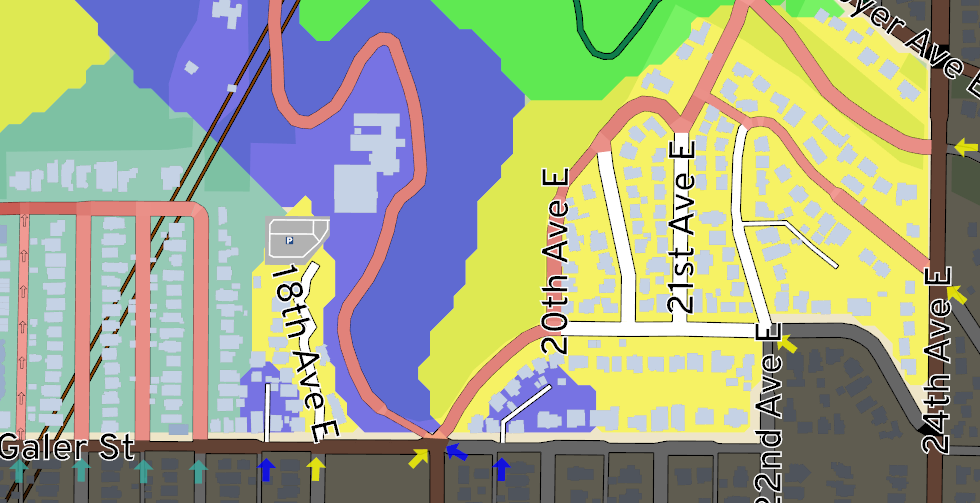 yer Ave E
20th Ave E
21st Ave E
P
18th Ave E
24th Ave E
22nd Ave E
Galer St